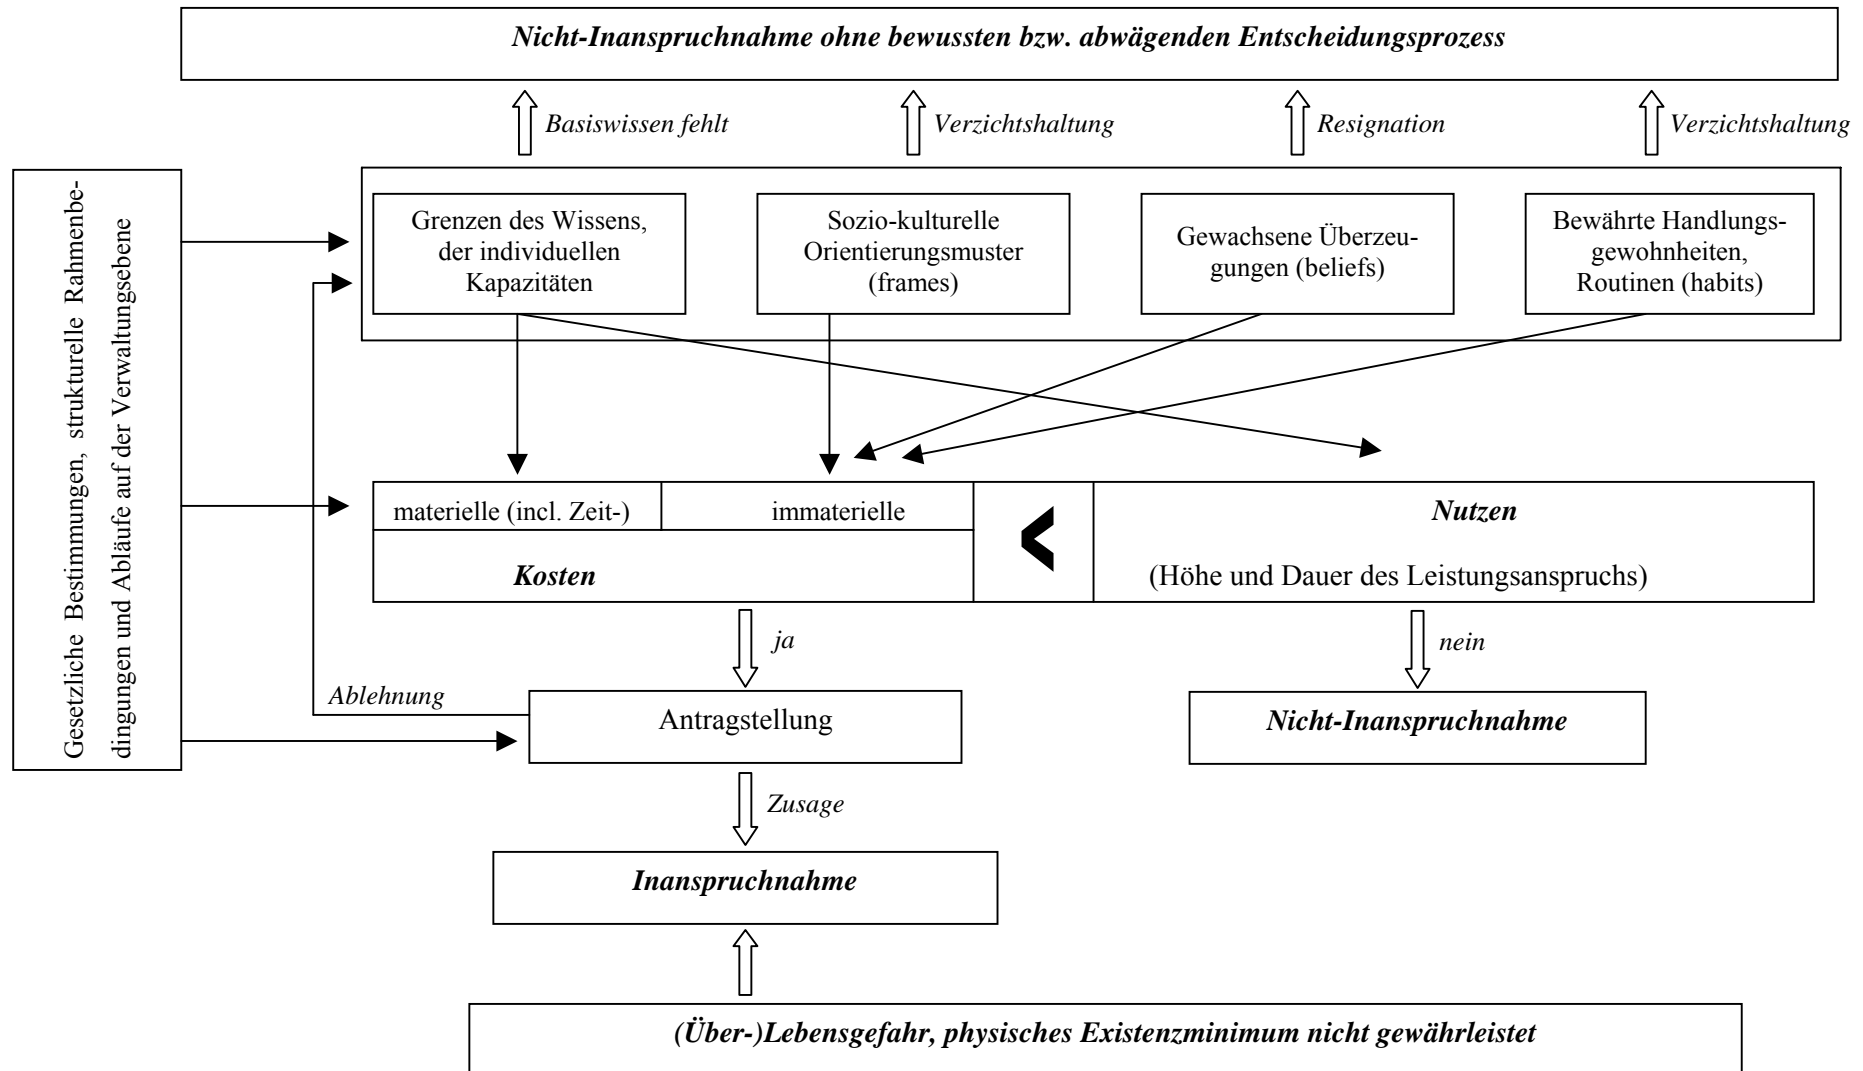 Nicht-Inanspruchnahme ohne bewussten bzw. abwägenden Entscheidungsprozess
Basiswissen fehlt
Verzichtshaltung
Resignation
Verzichtshaltung
Gesetzliche Bestimmungen, strukturelle Rahmenbe-
dingungen und Abläufe auf der Verwaltungsebene
Grenzen des Wissens,
der individuellen
Kapazitäten
Sozio-kulturelle
Orientierungsmuster
(frames)
Gewachsene Überzeu-
gungen (beliefs)
Bewährte Handlungs-
gewohnheiten,
Routinen (habits)
materielle (incl. Zeit-)
immaterielle
Kosten
<
Nutzen
(Höhe und Dauer des Leistungsanspruchs)
ja
nein
Ablehnung
Antragstellung
Nicht-Inanspruchnahme
Zusage
Inanspruchnahme
(Über-)Lebensgefahr, physisches Existenzminimum nicht gewährleistet